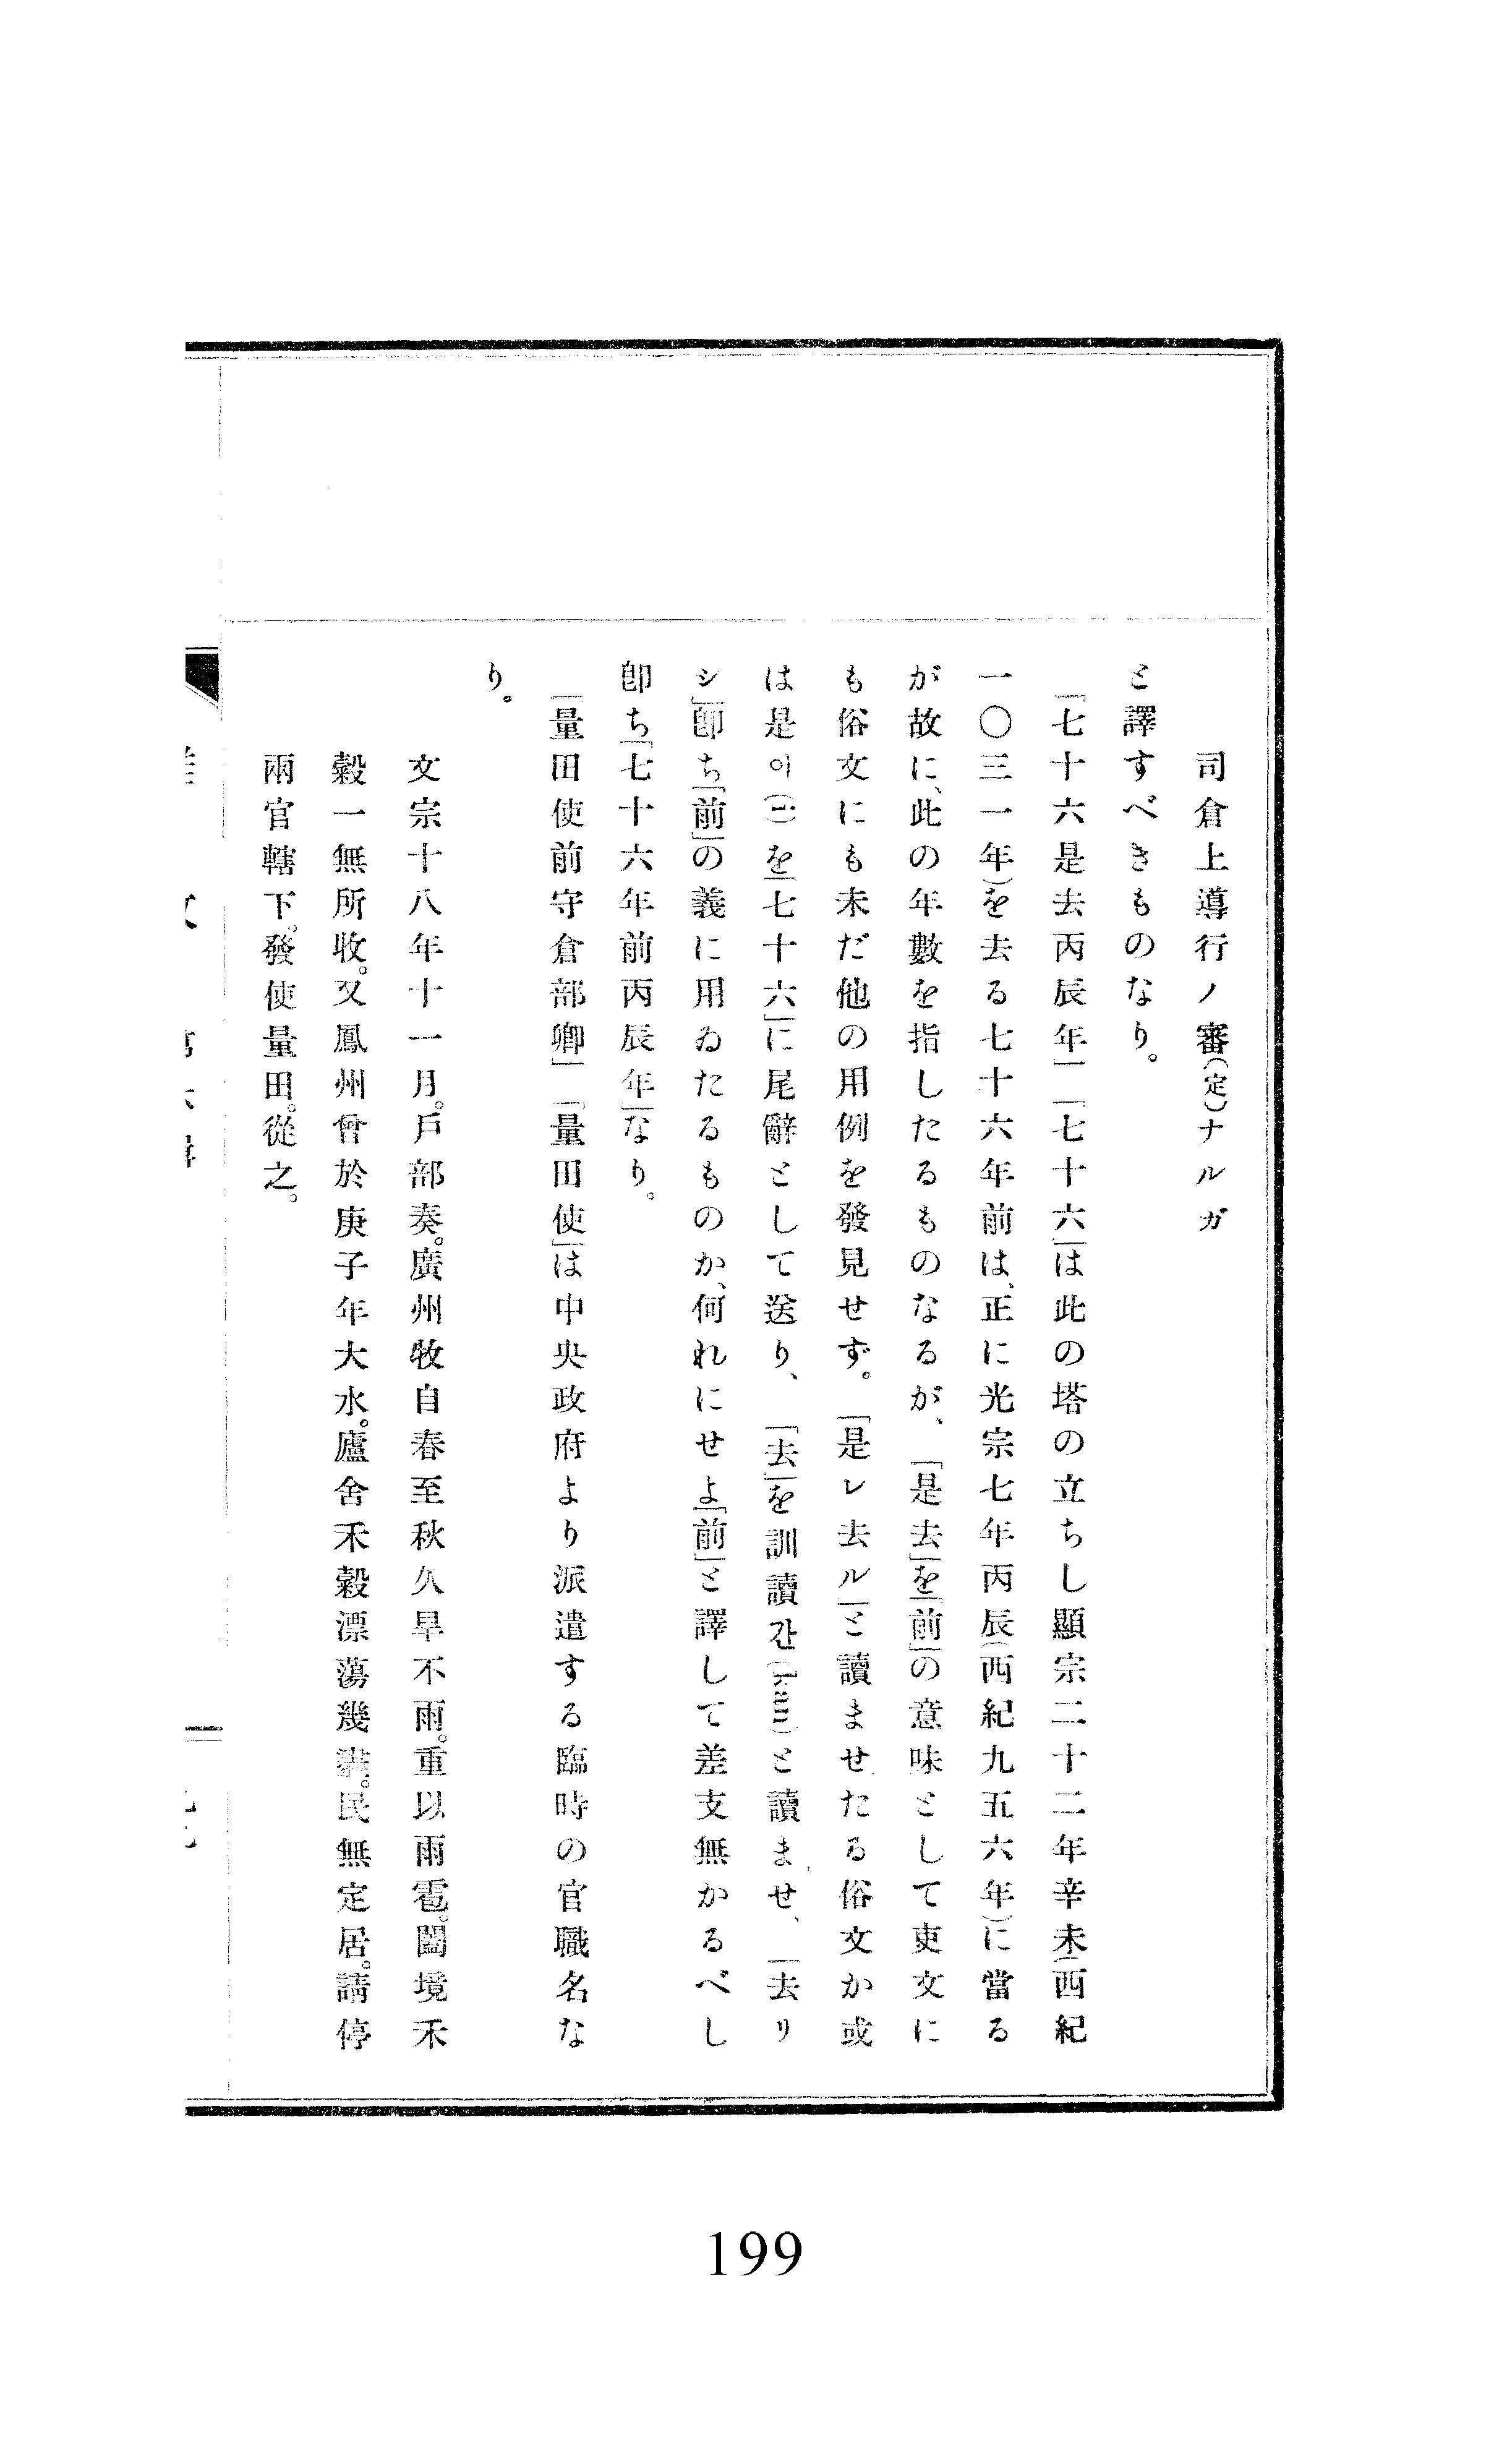 司倉上導行ノ審(定)ナルガ
と譯すべきものなり。
「七十六是去丙辰年」「七十六」は此の塔の立ちし顯宗二十二年辛未(西紀
一〇三一年)を去る七十六年前は、正に光宗七年丙辰(西紀九五六年)に當る
が故に、此の年數を指したるものなるが、「是去」を「前」の意味として吏文に
も俗文にも未だ他の用例を發見せず。「是レ去ル」と讀ませたる俗文か或
は是이(ニ)を「七十六」に尾辭として送り、「去」を訓讀간(kan)と讀ませ、「去リ
シ」卽ち「前」の義に用ゐたるものか、何れにせよ「前」と譯して差支無かるべし
卽ち「七十六年前丙辰年」なり。
「量田使前守倉部卿」「量田使」は中央政府より派遣する臨時の官職名な
り。
文宗十八年十一月。戶部奏。廣州牧自春至秋久旱不雨。重以雨雹。闔境禾
穀一無所收。又鳳州曾於庚子年大水。廬舍禾穀漂蕩幾盡。民無定居。請停
兩官轄下。發使量田。從之。
199